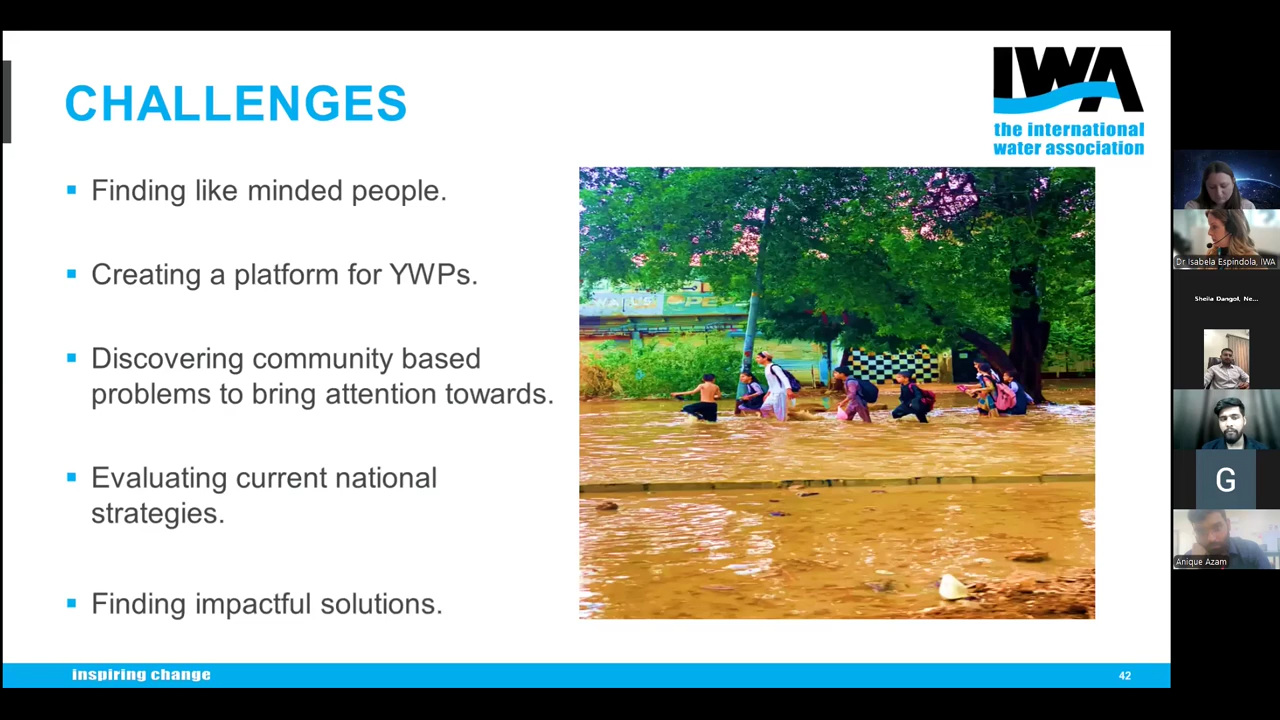 CHALLENGES
IWA
the international
water association
Finding like minded people.
Creating a platform for YWPs.
Discovering community based
problems to bring attention towards.
Evaluating current national
strategies.
Finding impactful solutions.
inspiring change
42
Dr Isabela Espindola, IWA
Sheila Dangol, Ne...
G
Anique Azam